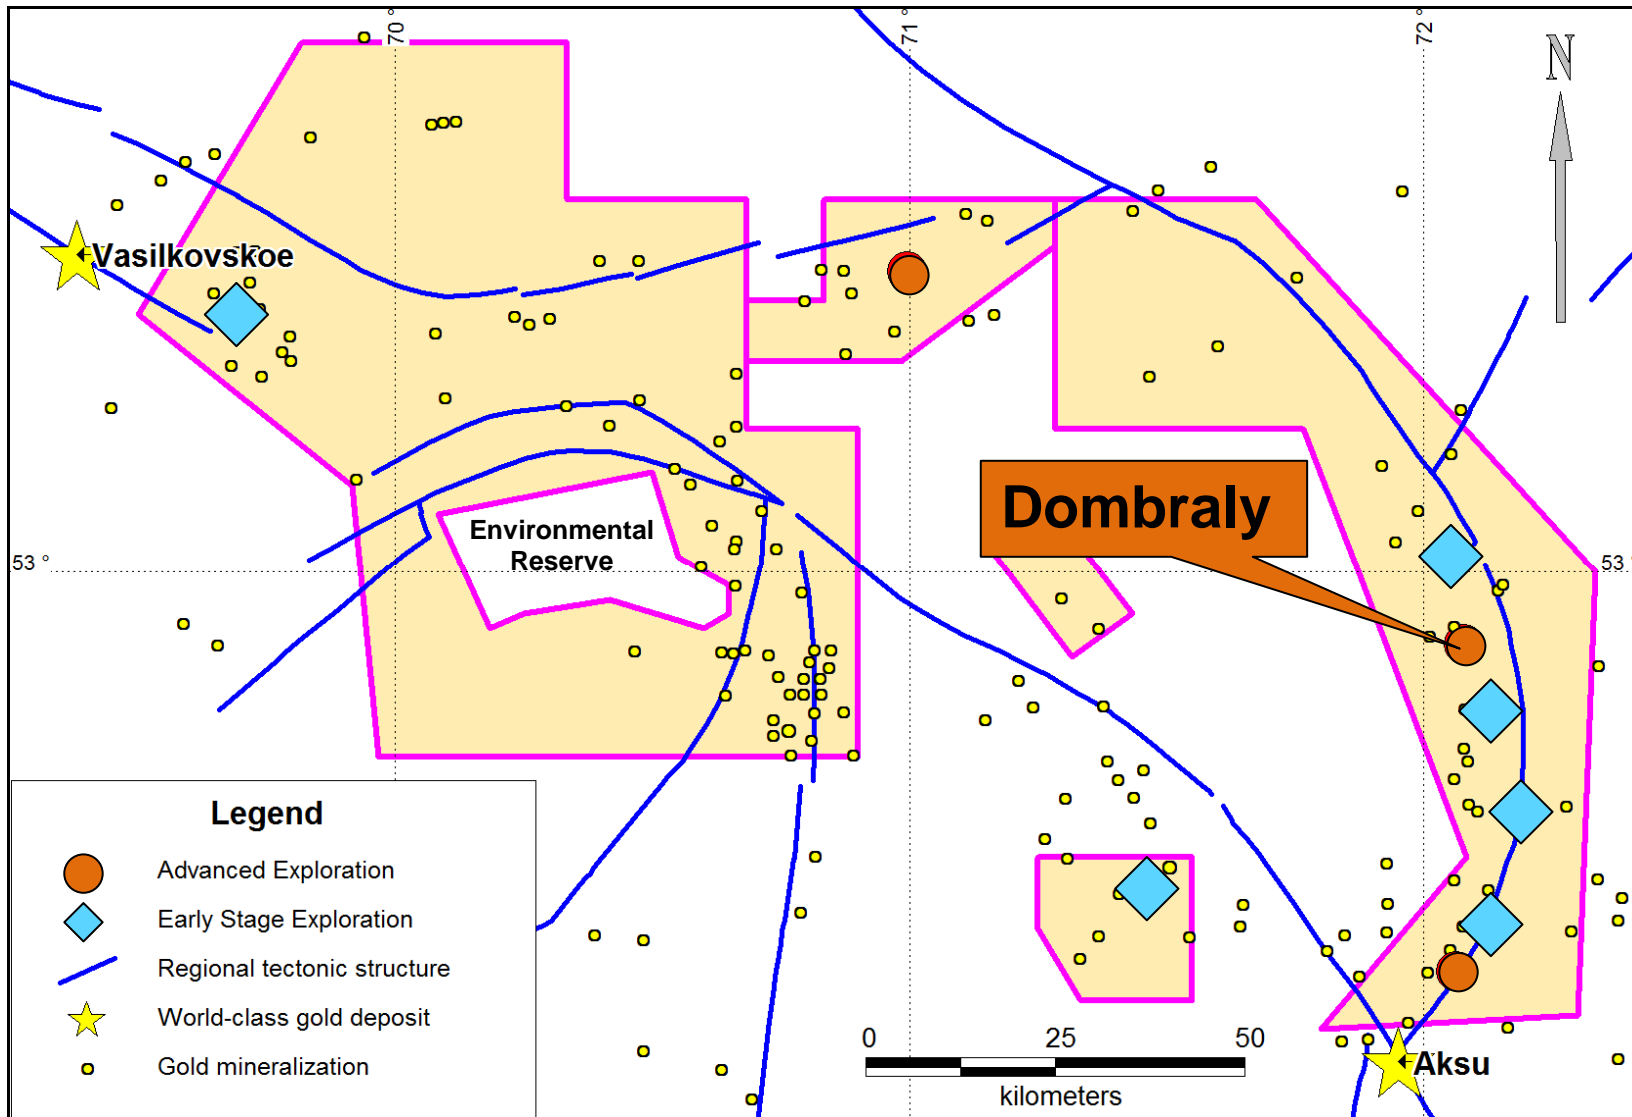 70 °
71 °
72 °
N
Vasilkovskoe
Dombraly
Environmental
Reserve
53 °
53 °
Legend
Advanced Exploration
Early Stage Exploration
Regional tectonic structure
World-class gold deposit
Gold mineralization
0 25 50
kilometers
Aksu